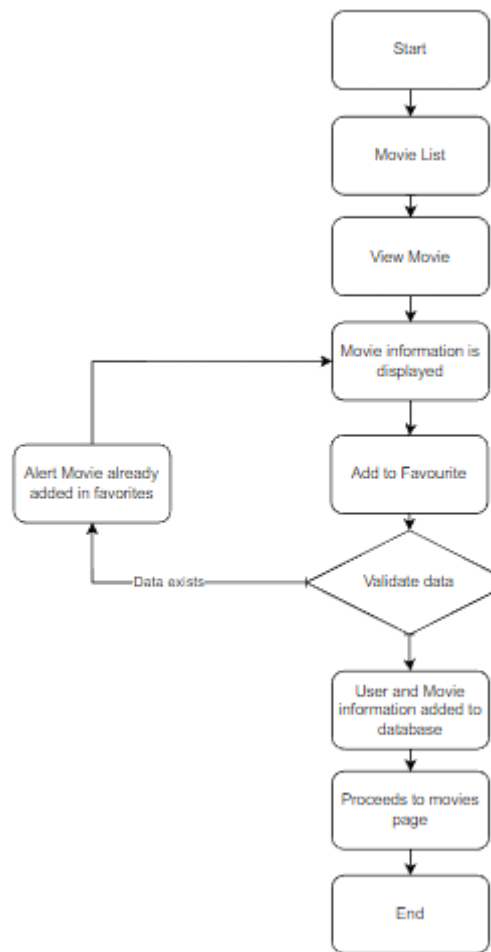 Start
Movie List
View Movie
Movie information is
displayed
Alert Movie already
added in favorites
Add to Favourite
Data exists
Validate data
User and Movie
information added to
database
Proceeds to movies
page
End